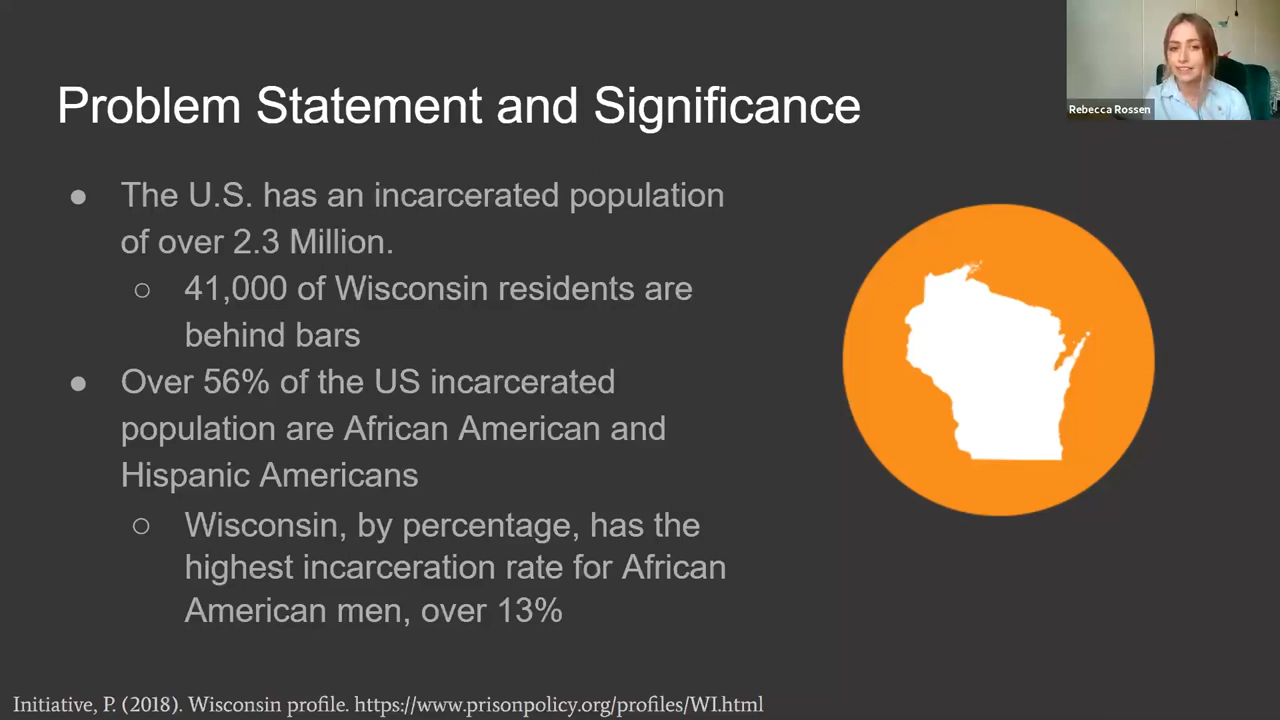 Problem Statement and Significance
Rebecca Rossen
● The U.S. has an incarcerated population
of over 2.3 Million.
○ 41,000 of Wisconsin residents are
behind bars
● Over 56% of the US incarcerated
population are African American and
Hispanic Americans
○ Wisconsin, by percentage, has the
highest incarceration rate for African
American men, over 13%
Initiative, P. (2018). Wisconsin profile. https://www.prisonpolicy.org/profiles/WI.html